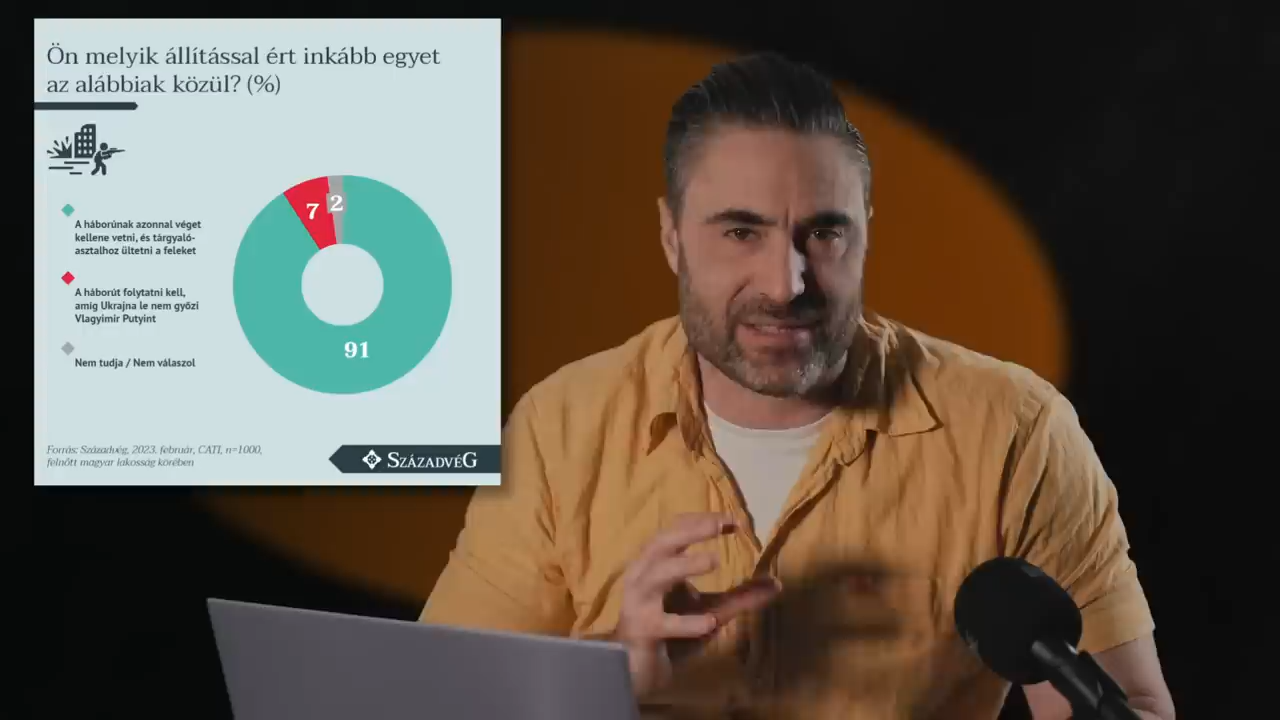 Ön melyik állítással ért inkább egyet
az alábbiak közül? (%)
7
2
A háborúnak azonnal véget
kellene vetni, és tárgyaló-
asztalhoz ültetni a feleket
A háborút folytatni kell,
amíg Ukrajna le nem győzi
Vlagyimir Putyint
91
Nem tudja / Nem válaszol
Forrás: Századvég, 2023. február, CATI, n=1000,
felnőtt magyar lakosság körében
SZÁZADVÉG